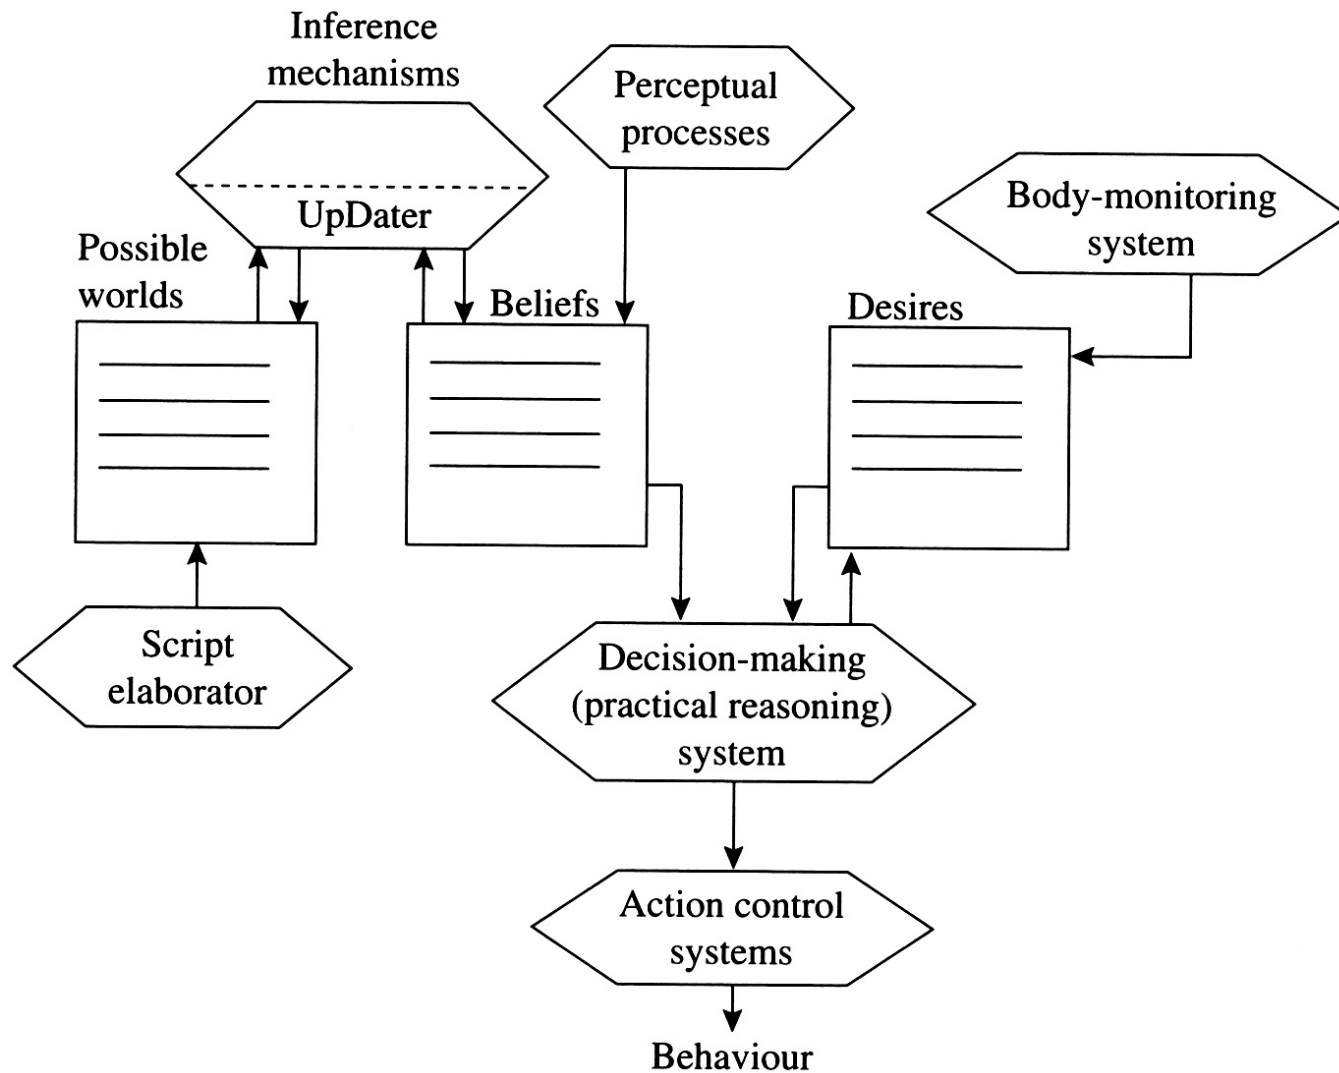 Inference
mechanisms
Perceptual
processes
Body-monitoring
system
UpDater
Possible
worlds
Beliefs
Desires
Script
elaborator
Decision-making
(practical reasoning)
system
Action control
systems
Behaviour